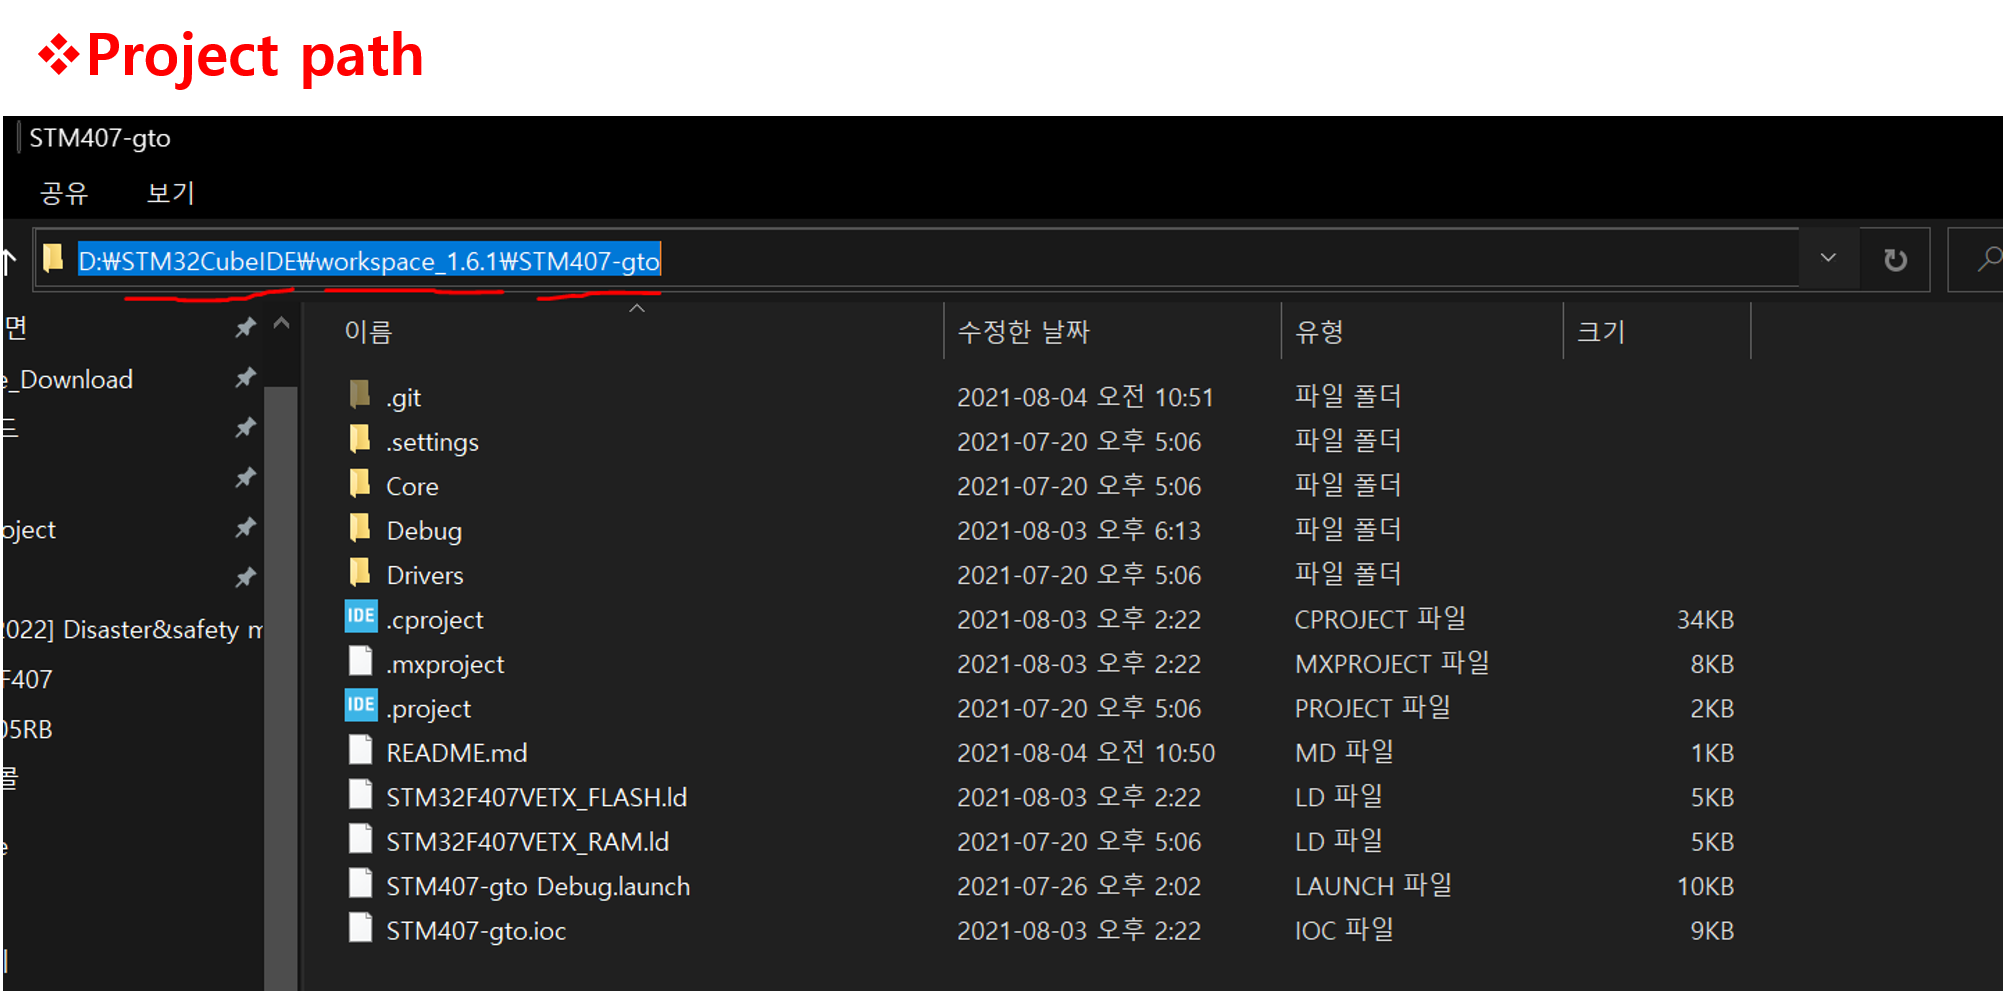 ❖Project path
STM407-gto
공유 보기
D:₩STM32CubeIDE₩workspace_1.6.1₩STM407-gto
이름 수정한 날짜 유형 크기
면
e_Download
드
oject
2022] Disaster&safety m
F407
05RB
몰
e
.git 2021-08-04 오전 10:51 파일 폴더
.settings 2021-07-20 오후 5:06 파일 폴더
Core 2021-07-20 오후 5:06 파일 폴더
Debug 2021-08-03 오후 6:13 파일 폴더
Drivers 2021-07-20 오후 5:06 파일 폴더
IDE .cproject 2021-08-03 오후 2:22 CPROJECT 파일 34KB
.mxproject 2021-08-03 오후 2:22 MXPROJECT 파일 8KB
IDE .project 2021-07-20 오후 5:06 PROJECT 파일 2KB
README.md 2021-08-04 오전 10:50 MD 파일 1KB
STM32F407VETX_FLASH.ld 2021-08-03 오후 2:22 LD 파일 5KB
STM32F407VETX_RAM.ld 2021-07-20 오후 5:06 LD 파일 5KB
STM407-gto Debug.launch 2021-07-26 오후 2:02 LAUNCH 파일 10KB
STM407-gto.ioc 2021-08-03 오후 2:22 IOC 파일 9KB